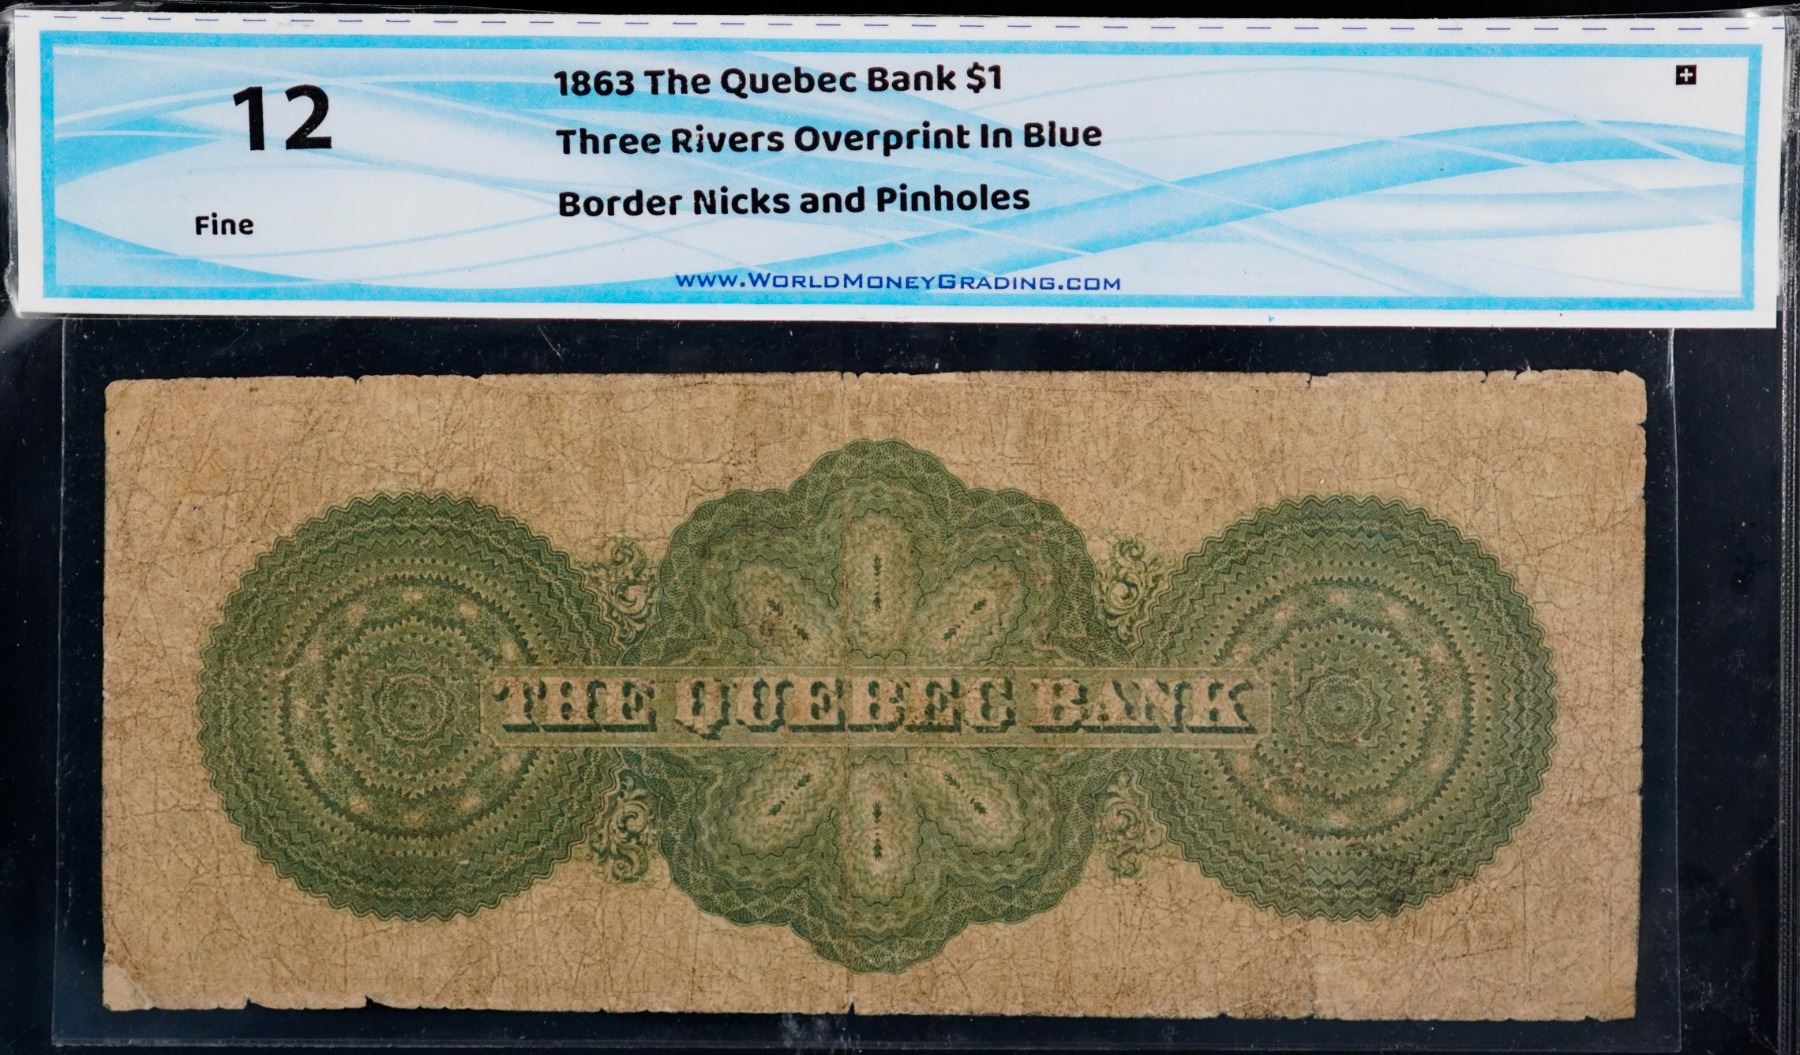 12
Fine
1863 The Quebec Bank $1
Three Rivers Overprint In Blue
Border Nicks and Pinholes
www.WorldMoneyGrading.com
THE QUEBEC BANK